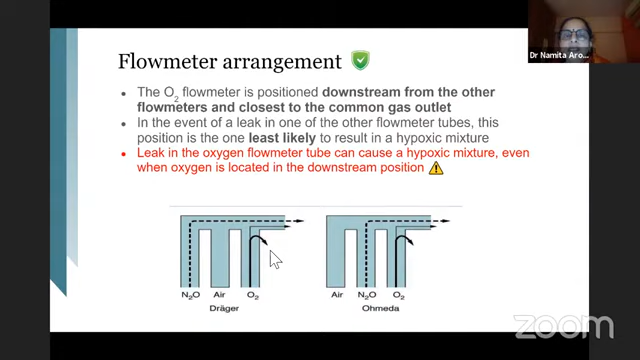 Dr Namita Aro...
Flowmeter arrangement
• The O2 flowmeter is positioned downstream from the other
flowmeters and closest to the common gas outlet
• In the event of a leak in one of the other flowmeter tubes, this
position is the one least likely to result in a hypoxic mixture
• Leak in the oxygen flowmeter tube can cause a hypoxic mixture, even
when oxygen is located in the downstream position
N2O Air O2
Dräger
Air N2O O2
Ohmeda
zoom